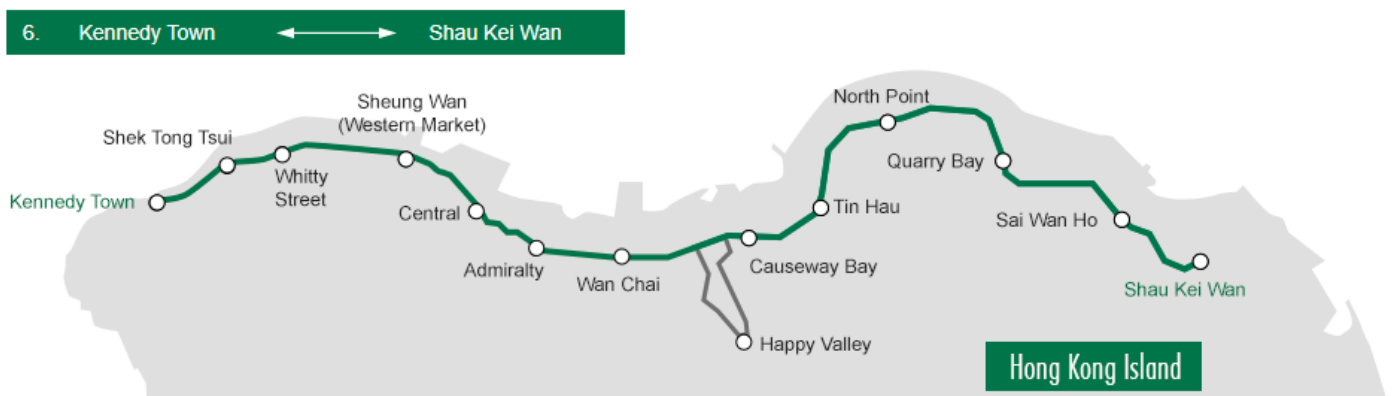 6. Kennedy Town Shau Kei Wan
North Point
Sheung Wan
(Western Market)
Shek Tong Tsui
Quarry Bay
Whitty
Street
Kennedy Town
Tin Hau
Central
Sai Wan Ho
Admiralty
Wan Chai
Causeway Bay
Shau Kei Wan
Happy Valley
Hong Kong Island